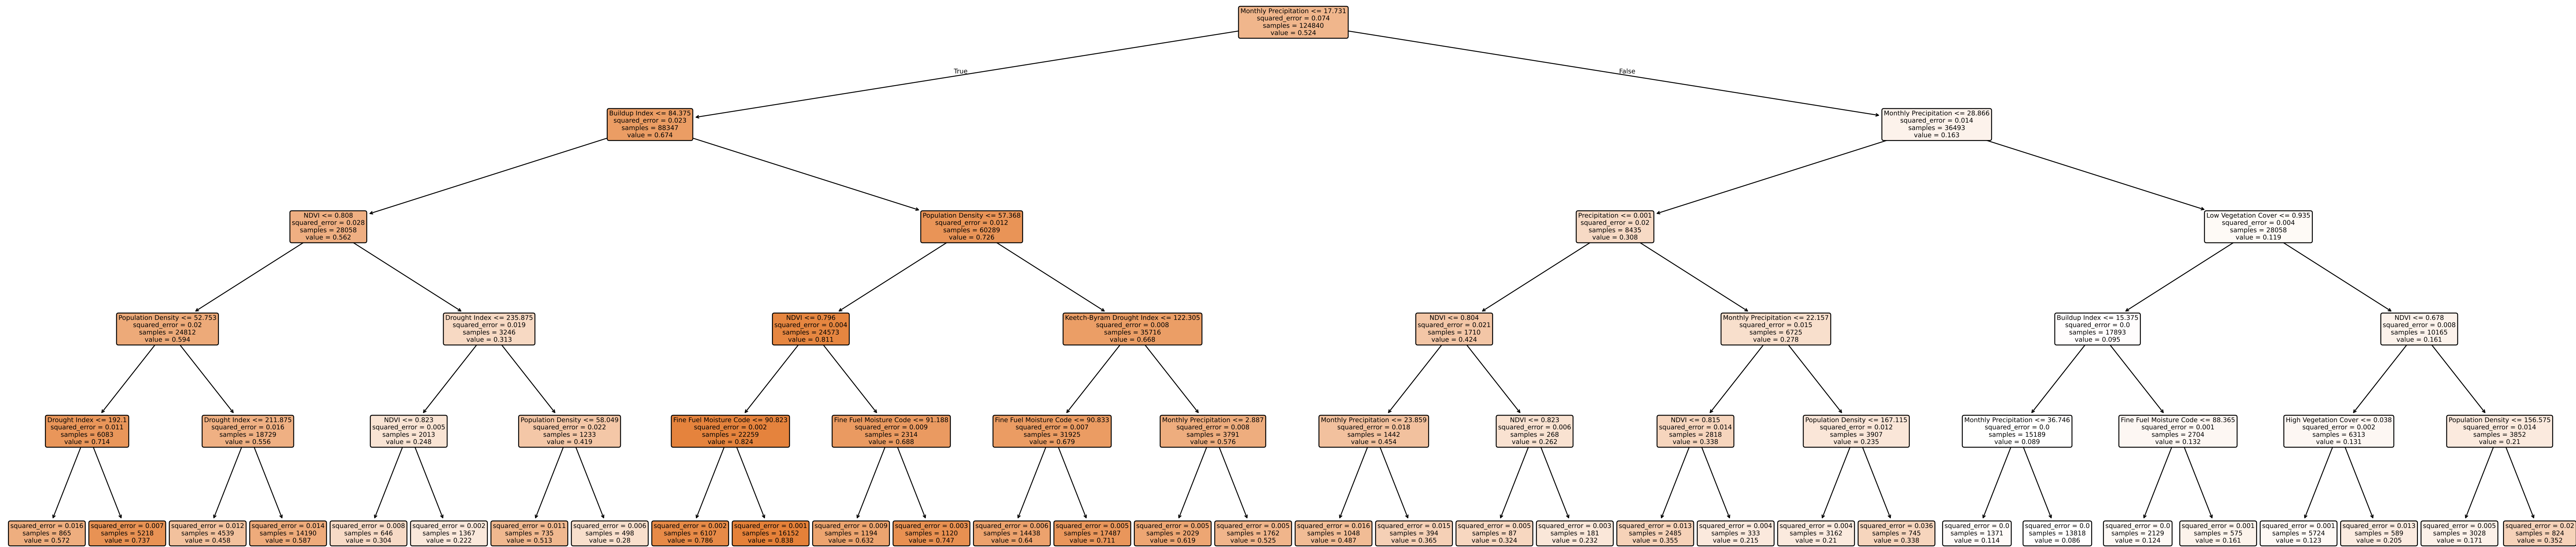 Monthly Precipitation <= 17.731
squared_error = 0.074
samples = 124840
value = 0.524
True
False
Buildup Index <= 84.375
squared_error = 0.023
samples = 88347
value = 0.674
Monthly Precipitation <= 28.866
squared_error = 0.014
samples = 36493
value = 0.163
NDVI <= 0.808
squared_error = 0.028
samples = 28058
value = 0.562
Population Density <= 57.368
squared_error = 0.012
samples = 60289
value = 0.726
Precipitation <= 0.001
squared_error = 0.02
samples = 8435
value = 0.308
Low Vegetation Cover <= 0.935
squared_error = 0.004
samples = 28058
value = 0.119
Population Density <= 52.753
squared_error = 0.02
samples = 24812
value = 0.594
Drought Index <= 235.875
squared_error = 0.019
samples = 3246
value = 0.313
NDVI <= 0.796
squared_error = 0.004
samples = 24573
value = 0.811
Keetch-Byram Drought Index <= 122.305
squared_error = 0.008
samples = 35716
value = 0.668
NDVI <= 0.804
squared_error = 0.021
samples = 1710
value = 0.424
Monthly Precipitation <= 22.157
squared_error = 0.015
samples = 6725
value = 0.278
Buildup Index <= 15.375
squared_error = 0.0
samples = 17893
value = 0.095
NDVI <= 0.678
squared_error = 0.008
samples = 10165
value = 0.161
Drought Index <= 192.1
squared_error = 0.011
samples = 6083
value = 0.714
Drought Index <= 211.875
squared_error = 0.016
samples = 18729
value = 0.556
NDVI <= 0.823
squared_error = 0.005
samples = 2013
value = 0.248
Population Density <= 58.049
squared_error = 0.022
samples = 1233
value = 0.419
Fine Fuel Moisture Code <= 90.823
squared_error = 0.002
samples = 22259
value = 0.824
Fine Fuel Moisture Code <= 91.188
squared_error = 0.009
samples = 2314
value = 0.688
Fine Fuel Moisture Code <= 90.833
squared_error = 0.007
samples = 31925
value = 0.679
Monthly Precipitation <= 2.887
squared_error = 0.008
samples = 3791
value = 0.576
Monthly Precipitation <= 23.859
squared_error = 0.018
samples = 1442
value = 0.454
NDVI <= 0.823
squared_error = 0.006
samples = 268
value = 0.262
NDVI <= 0.815
squared_error = 0.014
samples = 2818
value = 0.338
Population Density <= 167.115
squared_error = 0.012
samples = 3907
value = 0.235
Monthly Precipitation <= 36.746
squared_error = 0.0
samples = 15189
value = 0.089
Fine Fuel Moisture Code <= 88.365
squared_error = 0.001
samples = 2704
value = 0.132
High Vegetation Cover <= 0.038
squared_error = 0.002
samples = 6313
value = 0.131
Population Density <= 156.575
squared_error = 0.014
samples = 3852
value = 0.21
squared_error = 0.016
samples = 865
value = 0.572
squared_error = 0.007
samples = 5218
value = 0.737
squared_error = 0.012
samples = 4539
value = 0.458
squared_error = 0.014
samples = 14190
value = 0.587
squared_error = 0.008
samples = 646
value = 0.304
squared_error = 0.002
samples = 1367
value = 0.222
squared_error = 0.011
samples = 735
value = 0.513
squared_error = 0.006
samples = 498
value = 0.28
squared_error = 0.002
samples = 6107
value = 0.786
squared_error = 0.001
samples = 16152
value = 0.838
squared_error = 0.009
samples = 1194
value = 0.632
squared_error = 0.003
samples = 1120
value = 0.747
squared_error = 0.006
samples = 14438
value = 0.64
squared_error = 0.005
samples = 17487
value = 0.711
squared_error = 0.005
samples = 2029
value = 0.619
squared_error = 0.005
samples = 1762
value = 0.525
squared_error = 0.016
samples = 1048
value = 0.487
squared_error = 0.015
samples = 394
value = 0.365
squared_error = 0.005
samples = 87
value = 0.324
squared_error = 0.003
samples = 181
value = 0.232
squared_error = 0.013
samples = 2485
value = 0.355
squared_error = 0.004
samples = 333
value = 0.215
squared_error = 0.004
samples = 3162
value = 0.21
squared_error = 0.036
samples = 745
value = 0.338
squared_error = 0.0
samples = 1371
value = 0.114
squared_error = 0.0
samples = 13818
value = 0.086
squared_error = 0.0
samples = 2129
value = 0.124
squared_error = 0.001
samples = 575
value = 0.161
squared_error = 0.001
samples = 5724
value = 0.123
squared_error = 0.013
samples = 589
value = 0.205
squared_error = 0.005
samples = 3028
value = 0.171
squared_error = 0.02
samples = 824
value = 0.352